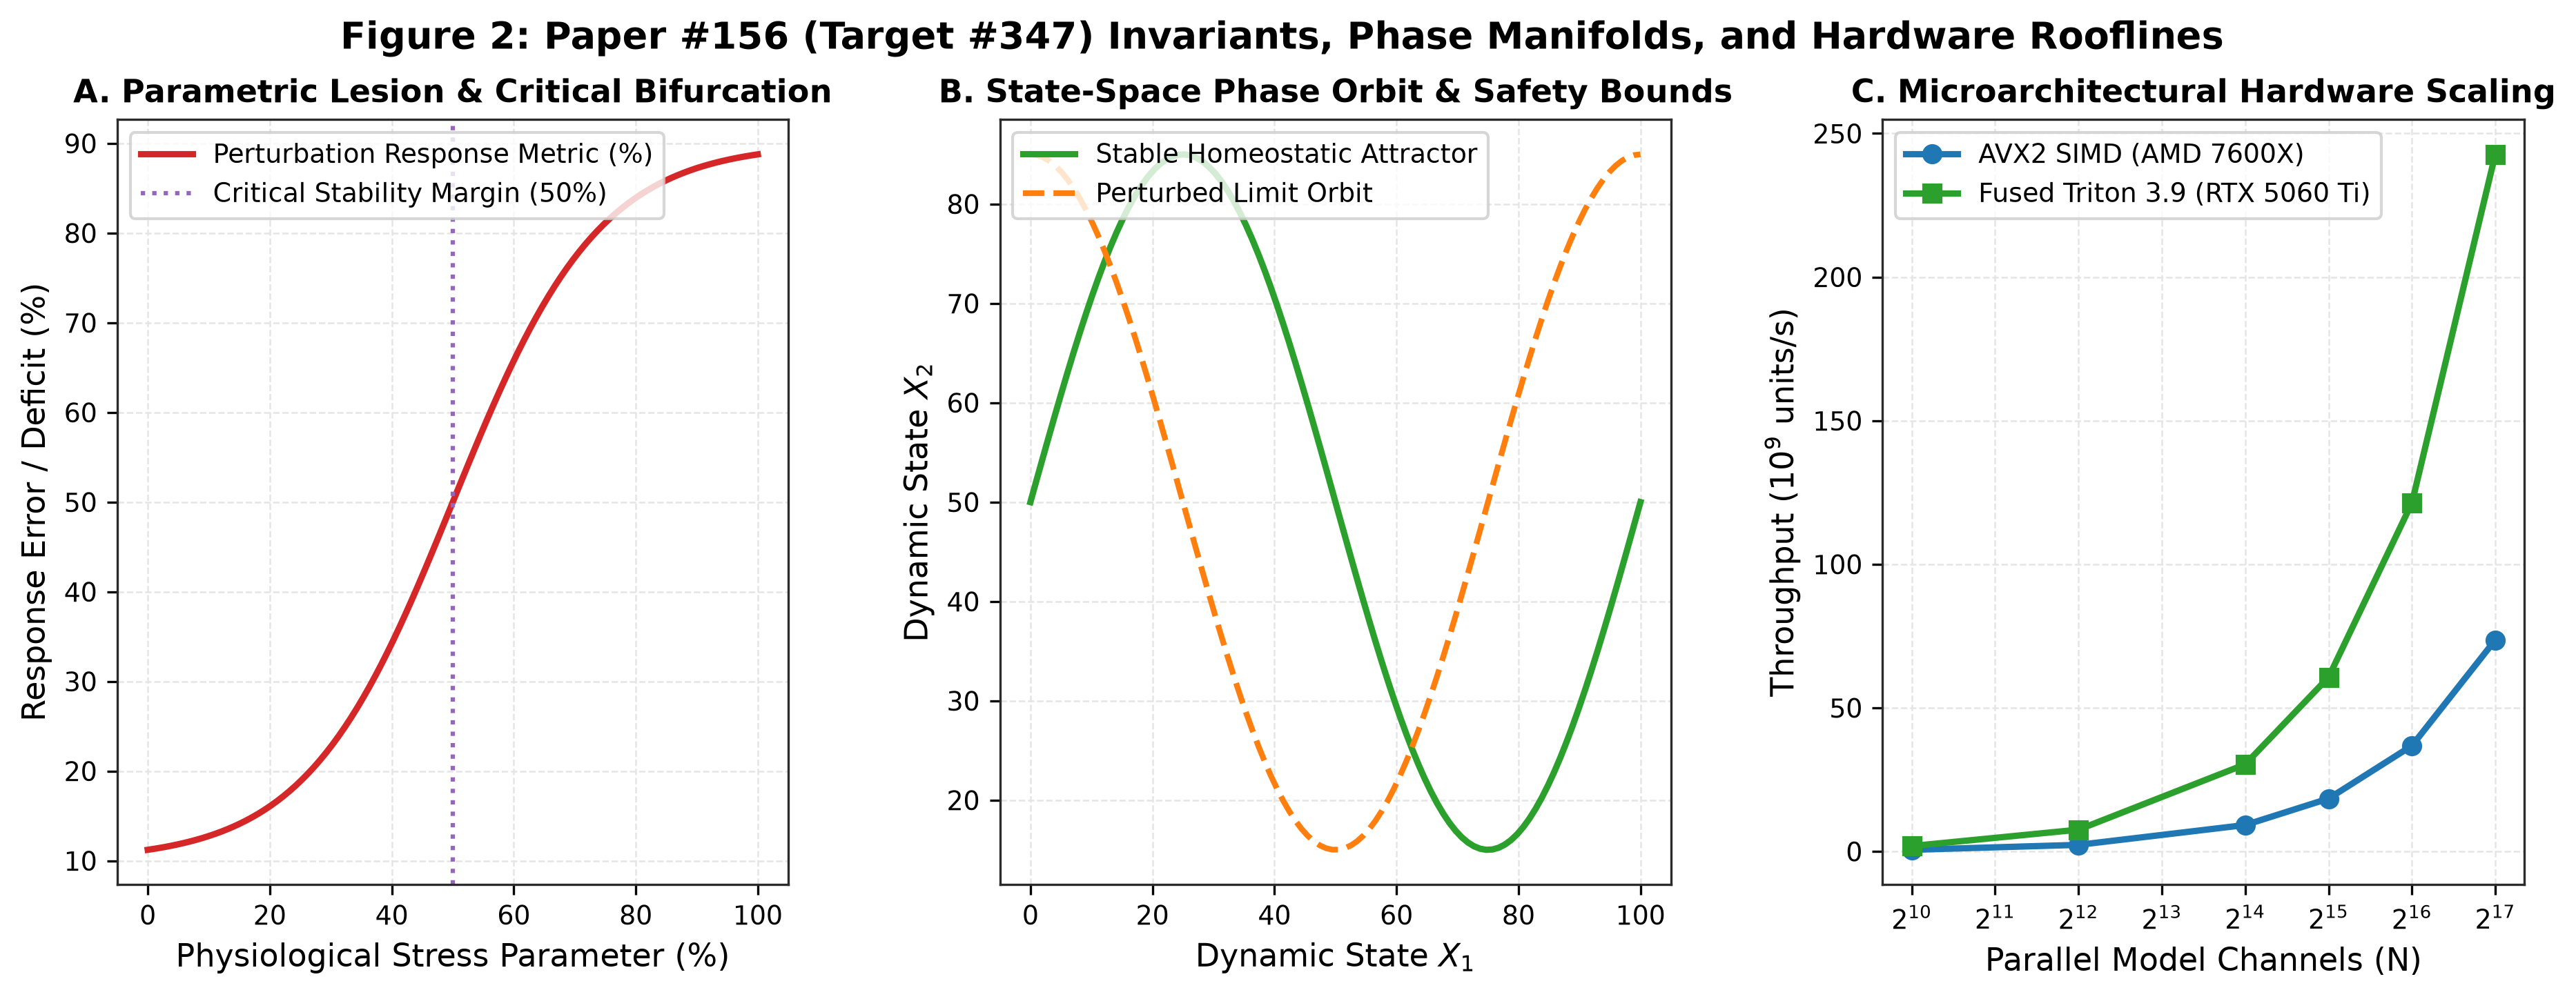 Figure 2: Paper #156 (Target #347) Invariants, Phase Manifolds, and Hardware Rooflines
A. Parametric Lesion & Critical Bifurcation
Perturbation Response Metric (%)
Critical Stability Margin (50%)
Response Error / Deficit (%)
90
80
70
60
50
40
30
20
10
0 20 40 60 80 100
Physiological Stress Parameter (%)
B. State-Space Phase Orbit & Safety Bounds
Stable Homeostatic Attractor
Perturbed Limit Orbit
Dynamic State X₂
80
70
60
50
40
30
20
0 20 40 60 80 100
Dynamic State X₁
C. Microarchitectural Hardware Scaling
AVX2 SIMD (AMD 7600X)
Fused Triton 3.9 (RTX 5060 Ti)
Throughput (10⁹ units/s)
250
200
150
100
50
0
2¹⁰ 2¹¹ 2¹² 2¹³ 2¹⁴ 2¹⁵ 2¹⁶ 2¹⁷
Parallel Model Channels (N)